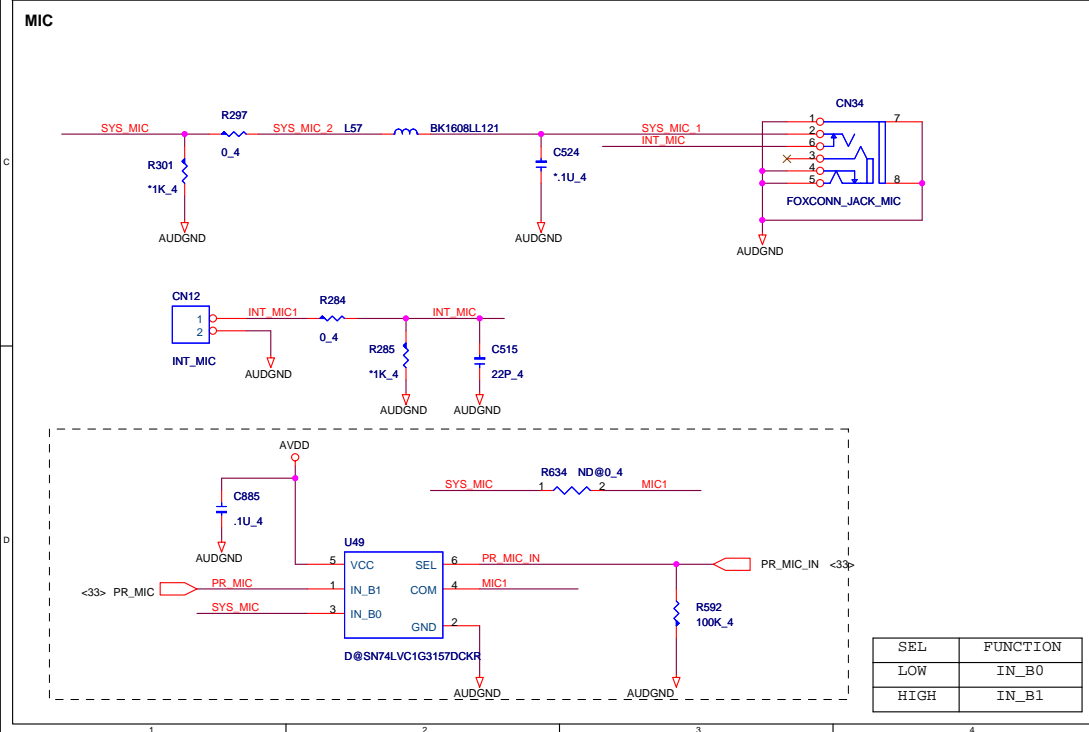 MIC
SYS_MIC
R297
0_4
SYS_MIC_2
L57
BK1608LL121
R301
*1K_4
AUDGND
C524
*.1U_4
AUDGND
SYS_MIC_1
INT_MIC
CN34
1
2
6
3
4
5
7
8
FOXCONN_JACK_MIC
AUDGND
C
CN12
1
2
INT_MIC
INT_MIC1
AUDGND
R284
0_4
INT_MIC
R285
*1K_4
AUDGND
C515
22P_4
AUDGND
AVDD
C885
.1U_4
AUDGND
R634 ND@0_4
SYS_MIC
1
2
MIC1
D
U49
5 VCC
SEL 6
PR_MIC_IN
PR_MIC_IN <33>
<33> PR_MIC
PR_MIC
1 IN_B1
COM 4
MIC1
SYS_MIC
3 IN_B0
GND 2
D@SN74LVC1G3157DCKR
AUDGND
R592
100K_4
AUDGND
SEL FUNCTION
LOW IN_B0
HIGH IN_B1
1 2 3 4